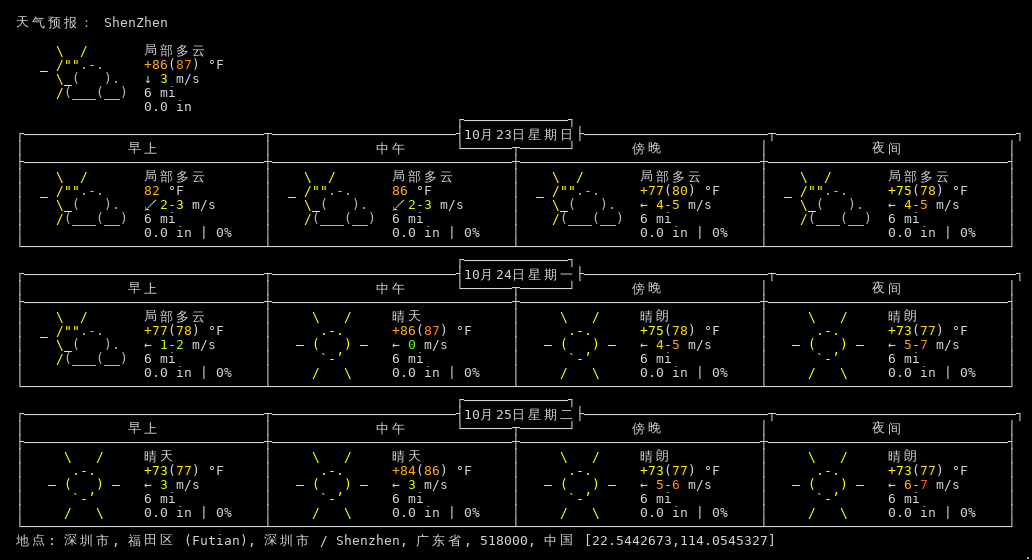 天气预报： ShenZhen
局部多云
+86(87) °F
↓ 3 m/s
6 mi
0.0 in
10月23日星期日
早上 中午 傍晚 夜间
局部多云 局部多云 局部多云 局部多云
82 °F 86 °F +77(80) °F +75(78) °F
↙ 2-3 m/s ↙ 2-3 m/s ← 4-5 m/s ← 4-5 m/s
6 mi 6 mi 6 mi 6 mi
0.0 in | 0% 0.0 in | 0% 0.0 in | 0% 0.0 in | 0%
10月24日星期一
早上 中午 傍晚 夜间
局部多云 晴天 晴朗 晴朗
+77(78) °F +86(87) °F +75(78) °F +73(77) °F
← 1-2 m/s ← 0 m/s ← 4-5 m/s ← 5-7 m/s
6 mi 6 mi 6 mi 6 mi
0.0 in | 0% 0.0 in | 0% 0.0 in | 0% 0.0 in | 0%
10月25日星期二
早上 中午 傍晚 夜间
晴天 晴天 晴朗 晴朗
+73(77) °F +84(86) °F +73(77) °F +73(77) °F
← 3 m/s ← 3 m/s ← 5-6 m/s ← 6-7 m/s
6 mi 6 mi 6 mi 6 mi
0.0 in | 0% 0.0 in | 0% 0.0 in | 0% 0.0 in | 0%
地点: 深圳市, 福田区 (Futian), 深圳市 / Shenzhen, 广东省, 518000, 中国 [22.5442673,114.0545327]